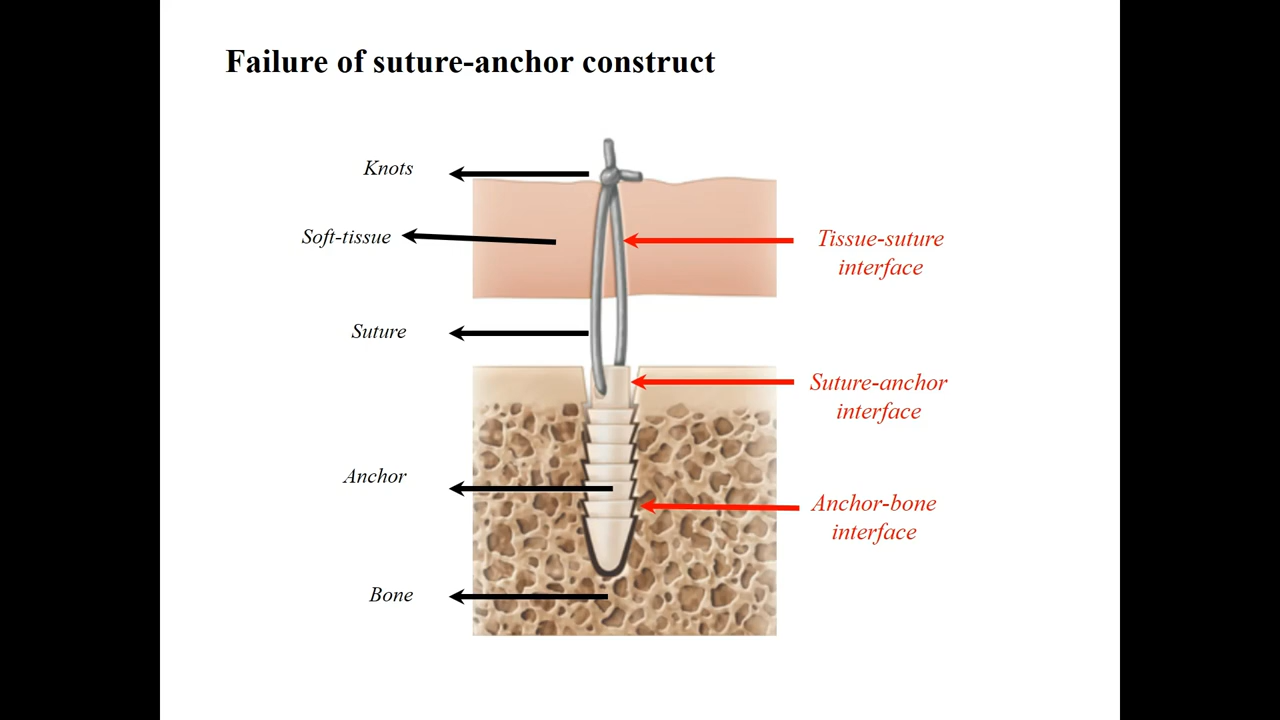 Failure of suture-anchor construct
Knots
Soft-tissue
Tissue-suture
interface
Suture
Suture-anchor
interface
Anchor
Anchor-bone
interface
Bone